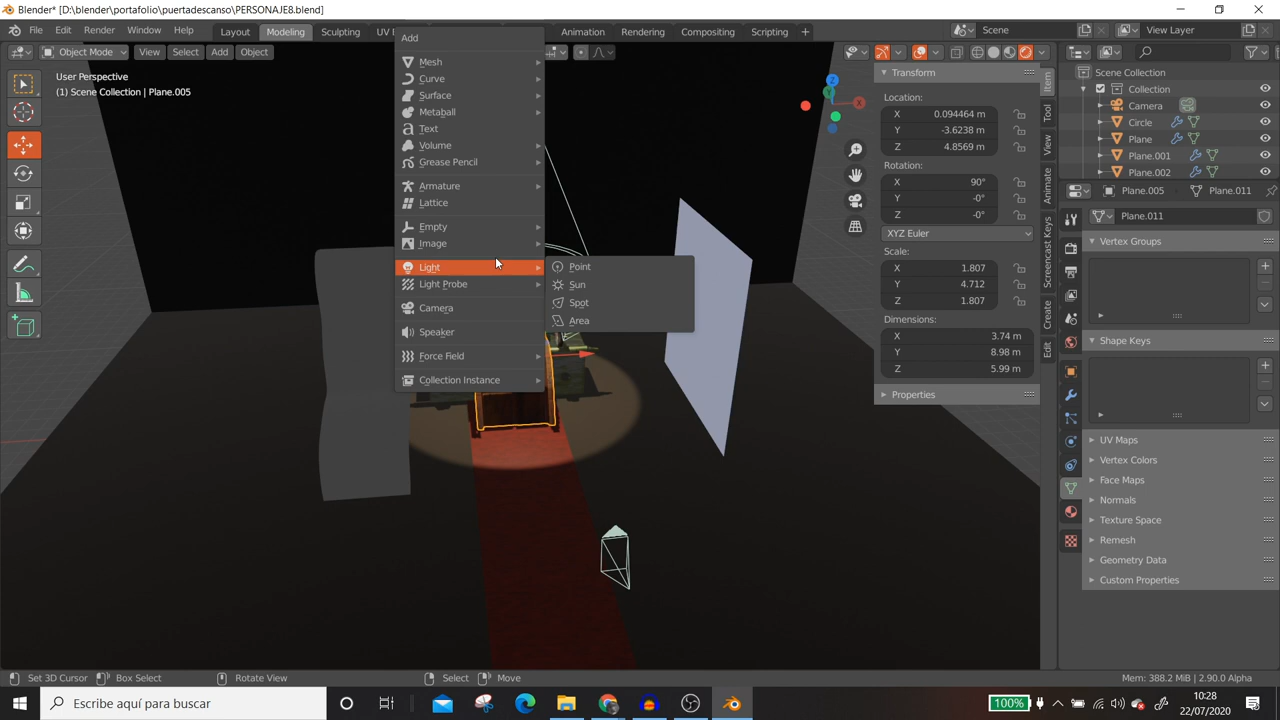 Blender* [D:\blender\portafolio\puertadescanso\PERSONAJE8.blend]
File Edit Render Window Help Layout Modeling Sculpting Animation Rendering Compositing Scripting + Scene View Layer
Object Mode View Select Add Object
User Perspective
(1) Scene Collection | Plane.005
Add
Mesh
Curve
Surface
Metaball
Text
Volume
Grease Pencil
Armature
Lattice
Empty
Image
Light
Light Probe
Camera
Speaker
Force Field
Collection Instance
Point
Sun
Spot
Area
Z
X
Transform
Location:
X 0.094464 m
Y -3.6238 m
Z 4.8569 m
Rotation:
X 90°
Y -0°
Z -0°
XYZ Euler
Scale:
X 1.807
Y 4.712
Z 1.807
Dimensions:
X 3.74 m
Y 8.98 m
Z 5.99 m
Properties
Item
Tool
View
Animate
Screencast Keys
Create
Edit
Scene Collection
Collection
Camera
Circle
Plane
Plane.001
Plane.002
Plane.005 Plane.011
Plane.011
Vertex Groups
Shape Keys
UV Maps
Vertex Colors
Face Maps
Normals
Texture Space
Remesh
Geometry Data
Custom Properties
Set 3D Cursor Box Select Rotate View Select Move Mem: 388.2 MiB | 2.90.0 Alpha
Escribe aquí para buscar
100%
10:28
22/07/2020